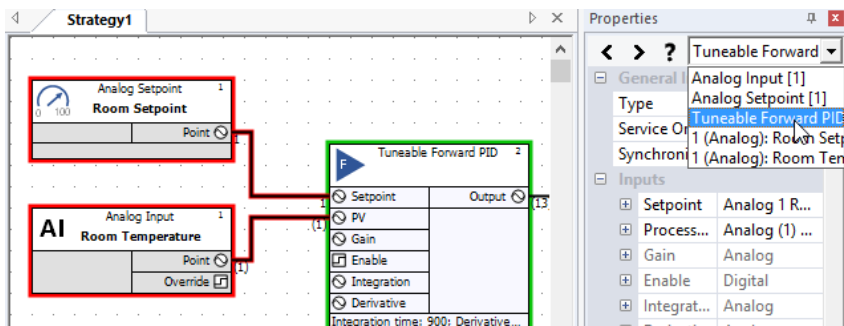 Strategy1
Analog Setpoint 1
0 100 Room Setpoint
Point
1
Analog Input 1
AI Room Temperature
Point
(1)
Override
Tuneable Forward PID 2
F
1 Setpoint Output
(13
(1) PV
Gain
Enable
Integration
Derivative
Integration time: 900: Derivative...
Properties
? Tuneable Forward
General I
Type
Service Or
Synchroni
Analog Input [1]
Analog Setpoint [1]
Tuneable Forward PID
1 (Analog): Room Setp
1 (Analog): Room Ten
Inputs
Setpoint Analog 1 R...
Process... Analog (1) ...
Gain Analog
Enable Digital
Integrat... Analog